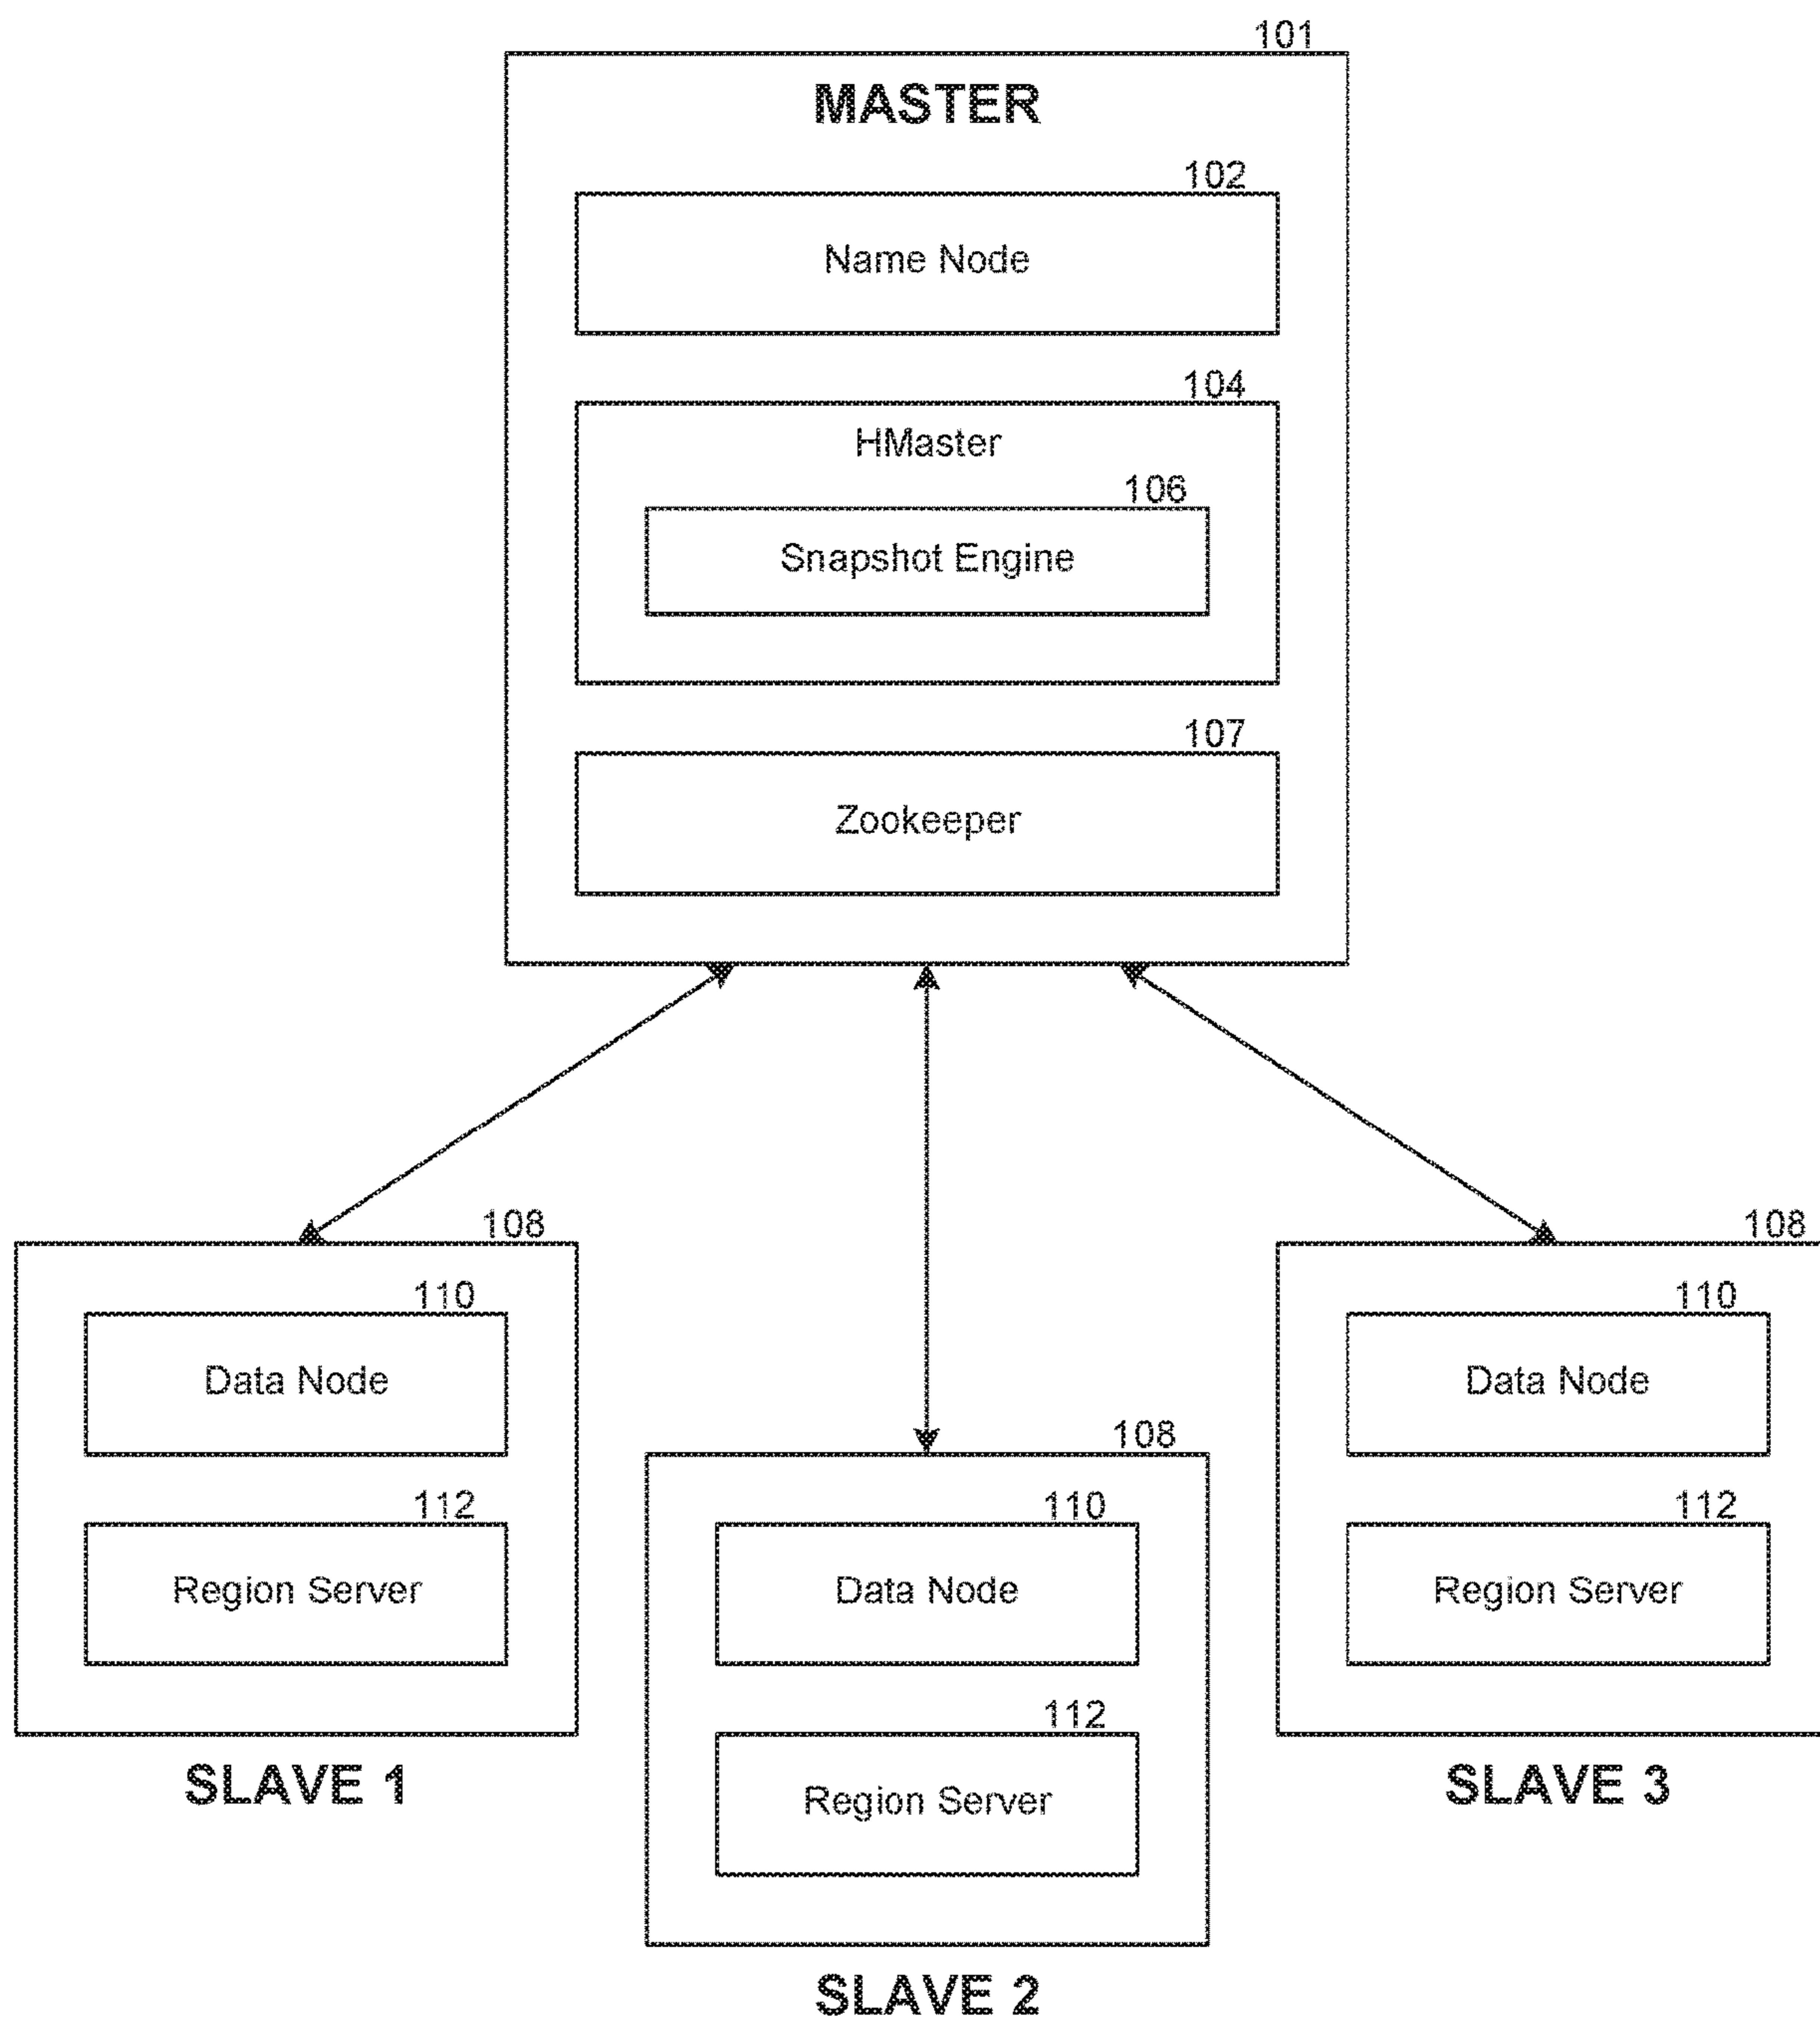 101
MASTER
102
Name Node
104
HMaster
106
Snapshot Engine
107
Zookeeper
108
110
Data Node
112
Region Server
SLAVE 1
108
110
Data Node
112
Region Server
SLAVE 2
108
110
Data Node
112
Region Server
SLAVE 3